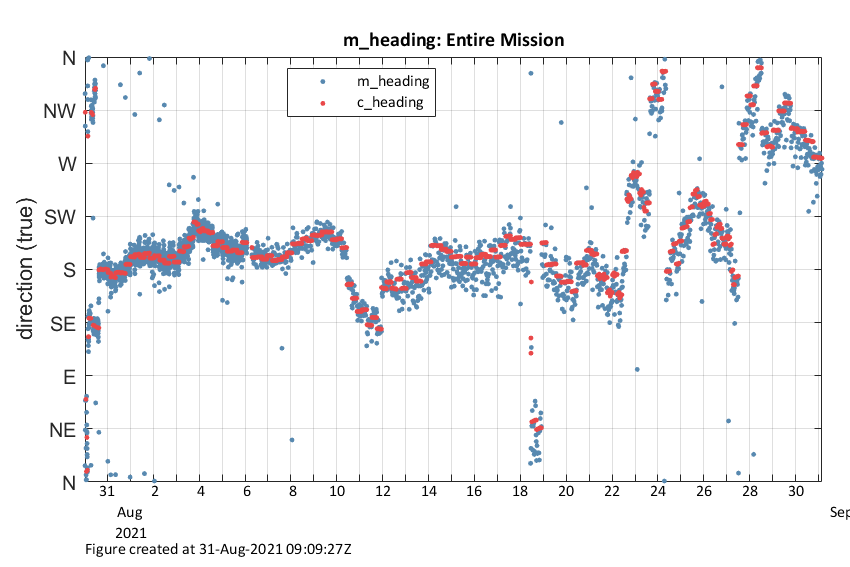 m_heading: Entire Mission
m_heading
c_heading
direction (true)
N
NW
W
SW
S
SE
E
NE
N
31 2 4 6 8 10 12 14 16 18 20 22 24 26 28 30
Aug Sep
2021
Figure created at 31-Aug-2021 09:09:27Z